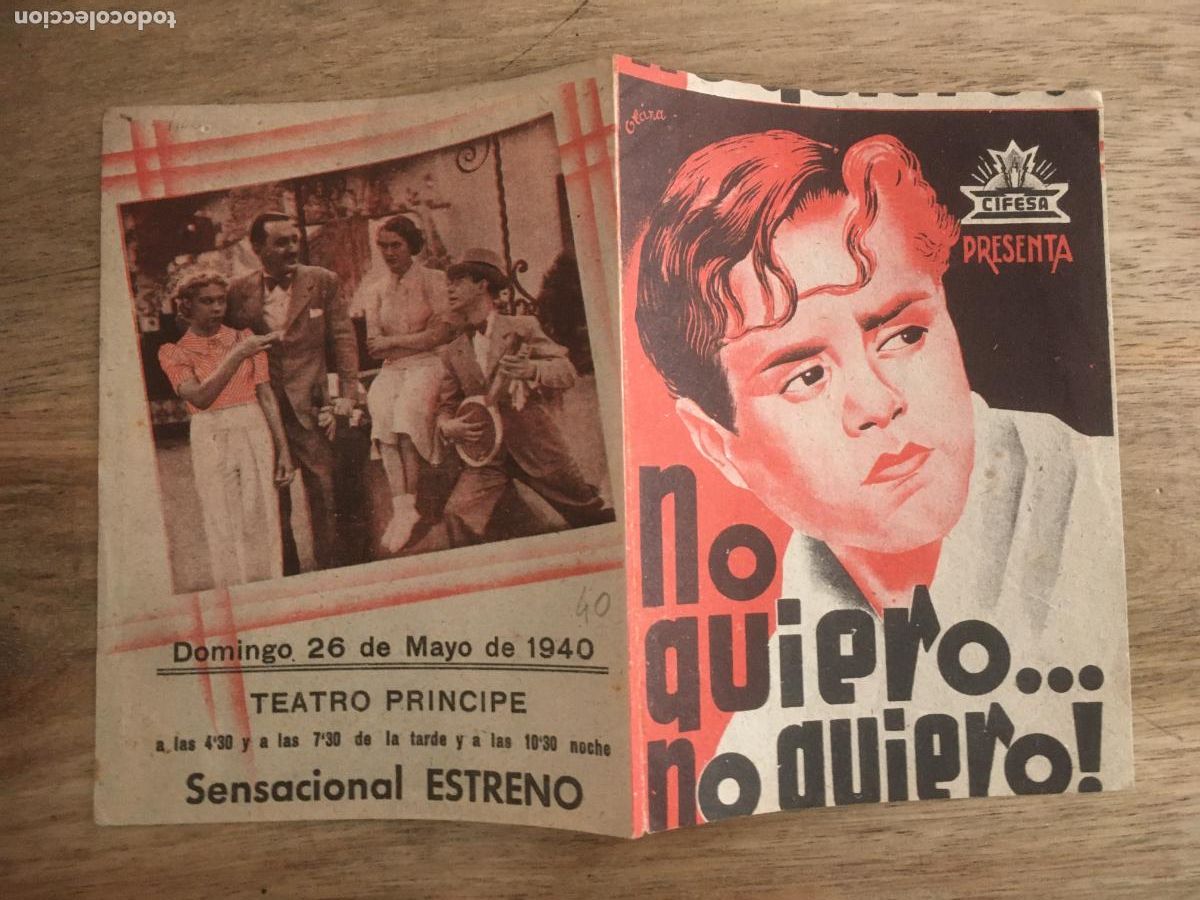 todocoleccion
Domingo 26 de Mayo de 1940
TEATRO PRINCIPE
a las 4'30 y a las 7'30 de la tarde y a las 10'30 noche
Sensacional ESTRENO
40
Olara
CIFESA
PRESENTA
no
quiero...
no quiero!